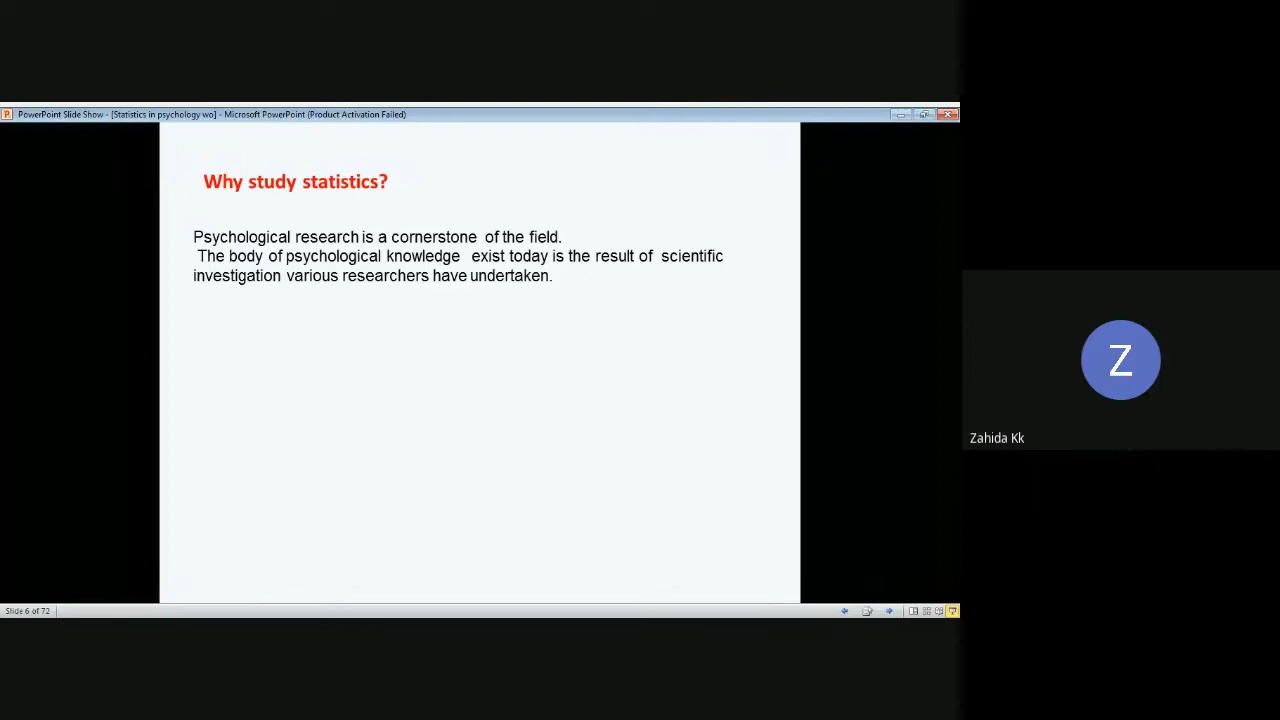 PowerPoint Slide Show - [Statistics in psychology wo] - Microsoft PowerPoint (Product Activation Failed)
Why study statistics?
Psychological research is a cornerstone of the field.
The body of psychological knowledge exist today is the result of scientific
investigation various researchers have undertaken.
Z
Zahida Kk
Slide 6 of 72